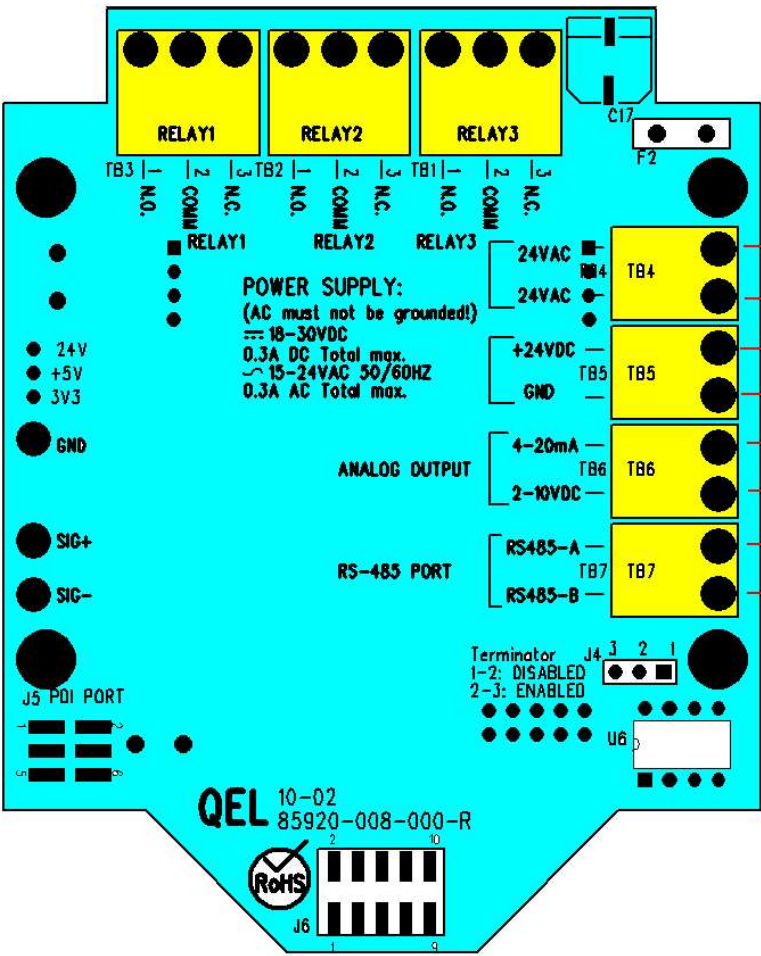 RELAY1
RELAY2
RELAY3
C17
F2
TB3 1 2 3
N.O. COMM N.C.
RELAY1
TB2 1 2 3
N.O. COMM N.C.
RELAY2
TB1 1 2 3
N.O. COMM N.C.
RELAY3
24VAC
24VAC
TB4
TB4
POWER SUPPLY:
(AC must not be grounded!)
18-30VDC
0.3A DC Total max.
15-24VAC 50/60HZ
0.3A AC Total max.
24V
+5V
3V3
+24VDC
GND
TB5
TB5
GND
ANALOG OUTPUT
4-20mA
2-10VDC
TB6
TB6
SIG+
SIG-
RS-485 PORT
RS485-A
RS485-B
TB7
TB7
Terminator
1-2: DISABLED
2-3: ENABLED
J4 3 2 1
J5 PDI PORT
1 2
5 6
U6
QEL 10-02
85920-008-000-R
RoHS
2 10
J6
1 9